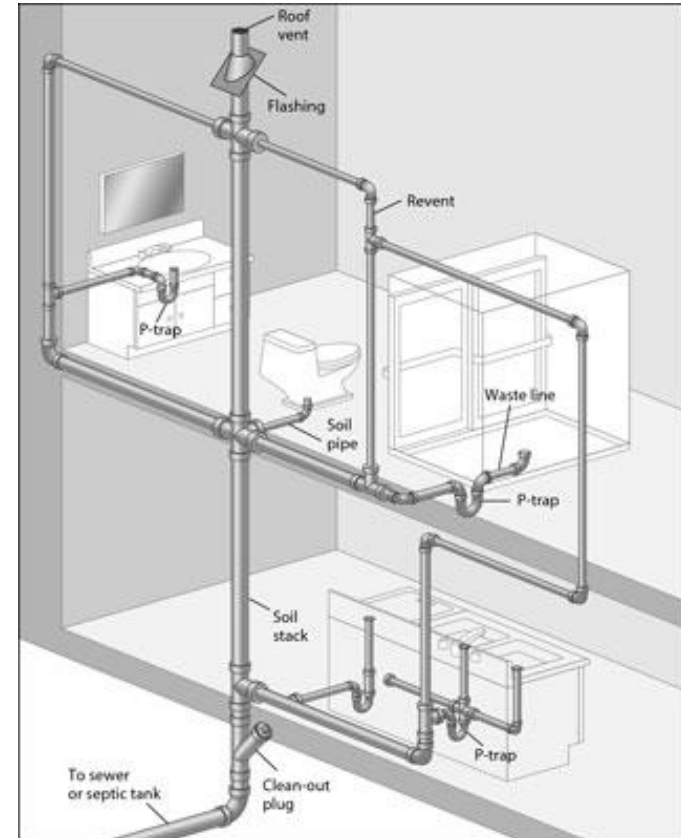 Roof
vent
Flashing
Revent
P-trap
Waste line
Soil
pipe
P-trap
Soil
stack
P-trap
To sewer
or septic tank
Clean-out
plug